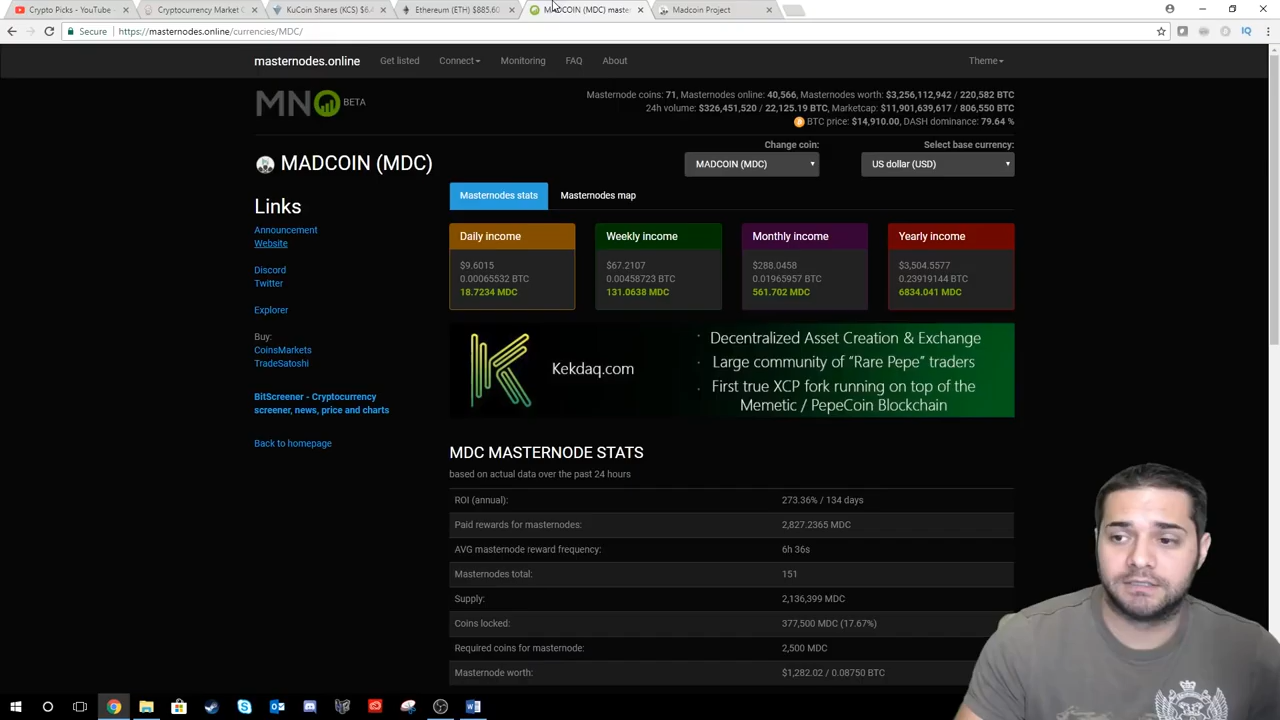 Crypto Picks - YouTube -
Cryptocurrency Market C
KuCoin Shares (KCS) $6.
Ethereum (ETH) $885.60
MADCOIN (MDC) master
Madcoin Project
Secure
https://masternodes.online/currencies/MDC/
masternodes.online
Get listed
Connect
Monitoring
FAQ
About
Theme
MN BETA
Masternode coins: 71, Masternodes online: 40,566, Masternodes worth: $3,256,112,942 / 220,582 BTC
24h volume: $326,451,520 / 22,125.19 BTC, Marketcap: $11,901,639,617 / 806,550 BTC
BTC price: $14,910.00, DASH dominance: 79.64 %
Change coin:
Select base currency:
MADCOIN (MDC)
MADCOIN (MDC)
US dollar (USD)
Links
Announcement
Website
Discord
Twitter
Explorer
Buy:
CoinsMarkets
TradeSatoshi
BitScreener - Cryptocurrency
screener, news, price and charts
Back to homepage
Masternodes stats
Masternodes map
Daily income
$9.6015
0.00065532 BTC
18.7234 MDC
Weekly income
$67.2107
0.00458723 BTC
131.0638 MDC
Monthly income
$288.0458
0.01965957 BTC
561.702 MDC
Yearly income
$3,504.5577
0.23919144 BTC
6834.041 MDC
Kekdaq.com
· Decentralized Asset Creation & Exchange
· Large community of “Rare Pepe” traders
· First true XCP fork running on top of the
Memetic / PepeCoin Blockchain
MDC MASTERNODE STATS
based on actual data over the past 24 hours
ROI (annual): 273.36% / 134 days
Paid rewards for masternodes: 2,827.2365 MDC
AVG masternode reward frequency: 6h 36s
Masternodes total: 151
Supply: 2,136,399 MDC
Coins locked: 377,500 MDC (17.67%)
Required coins for masternode: 2,500 MDC
Masternode worth: $1,282.02 / 0.08750 BTC